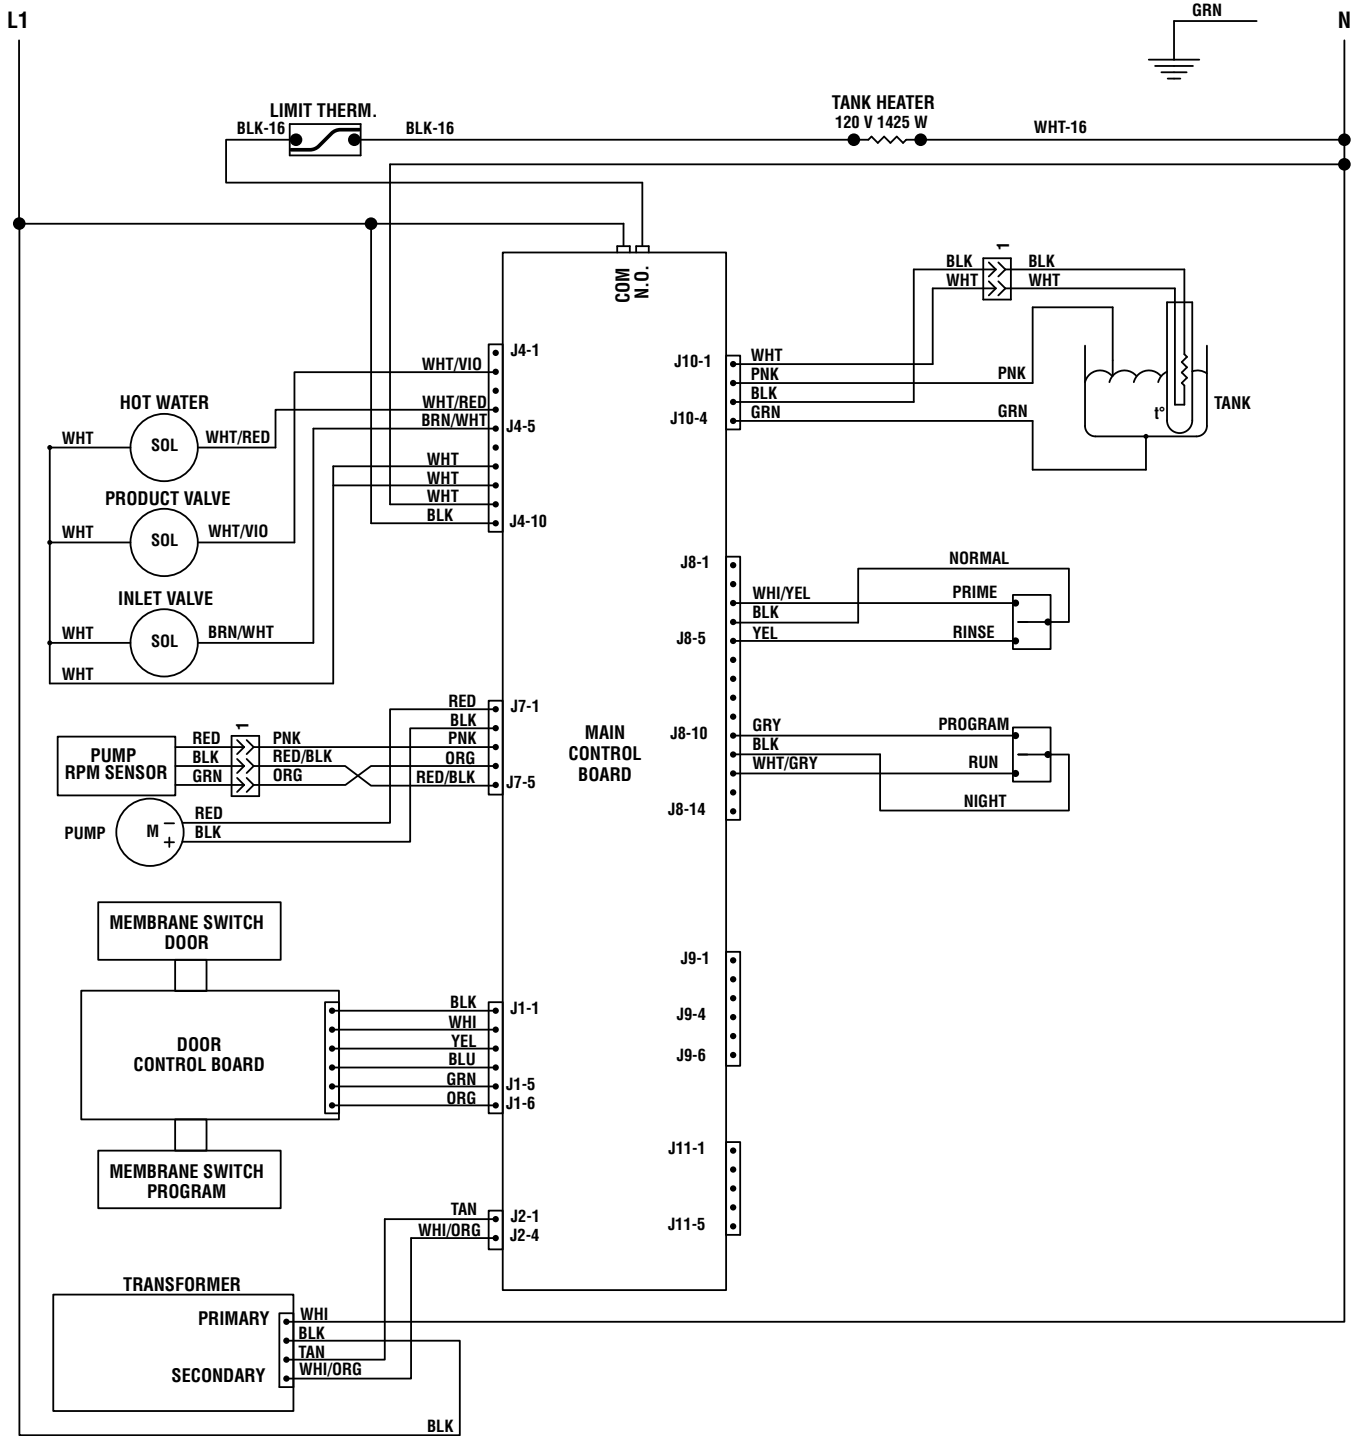 L1
GRN
N
LIMIT THERM.
BLK-16
BLK-16
TANK HEATER
120 V 1425 W
WHT-16
COM
N.O.
BLK
WHT
1
BLK
WHT
J4-1
WHT/VIO
WHT/RED
BRN/WHT
J4-5
WHT
WHT
WHT
BLK
J4-10
HOT WATER
WHT
SOL
WHT/RED
PRODUCT VALVE
WHT
SOL
WHT/VIO
INLET VALVE
WHT
SOL
BRN/WHT
WHT
J10-1
WHT
PNK
BLK
J10-4
GRN
PNK
GRN
t°
TANK
J8-1
NORMAL
WHI/YEL
PRIME
BLK
J8-5
YEL
RINSE
J8-10
GRY
PROGRAM
BLK
WHT/GRY
RUN
J8-14
NIGHT
MAIN
CONTROL
BOARD
RED
J7-1
BLK
PNK
ORG
RED/BLK
J7-5
PUMP
RPM SENSOR
RED
BLK
GRN
1
PNK
RED/BLK
ORG
PUMP
M
−
+
RED
BLK
MEMBRANE SWITCH
DOOR
DOOR
CONTROL BOARD
MEMBRANE SWITCH
PROGRAM
BLK
J1-1
WHI
YEL
BLU
GRN
J1-5
ORG
J1-6
J9-1
J9-4
J9-6
J11-1
J11-5
TAN
J2-1
WHI/ORG
J2-4
TRANSFORMER
PRIMARY
WHI
BLK
TAN
SECONDARY
WHI/ORG
BLK